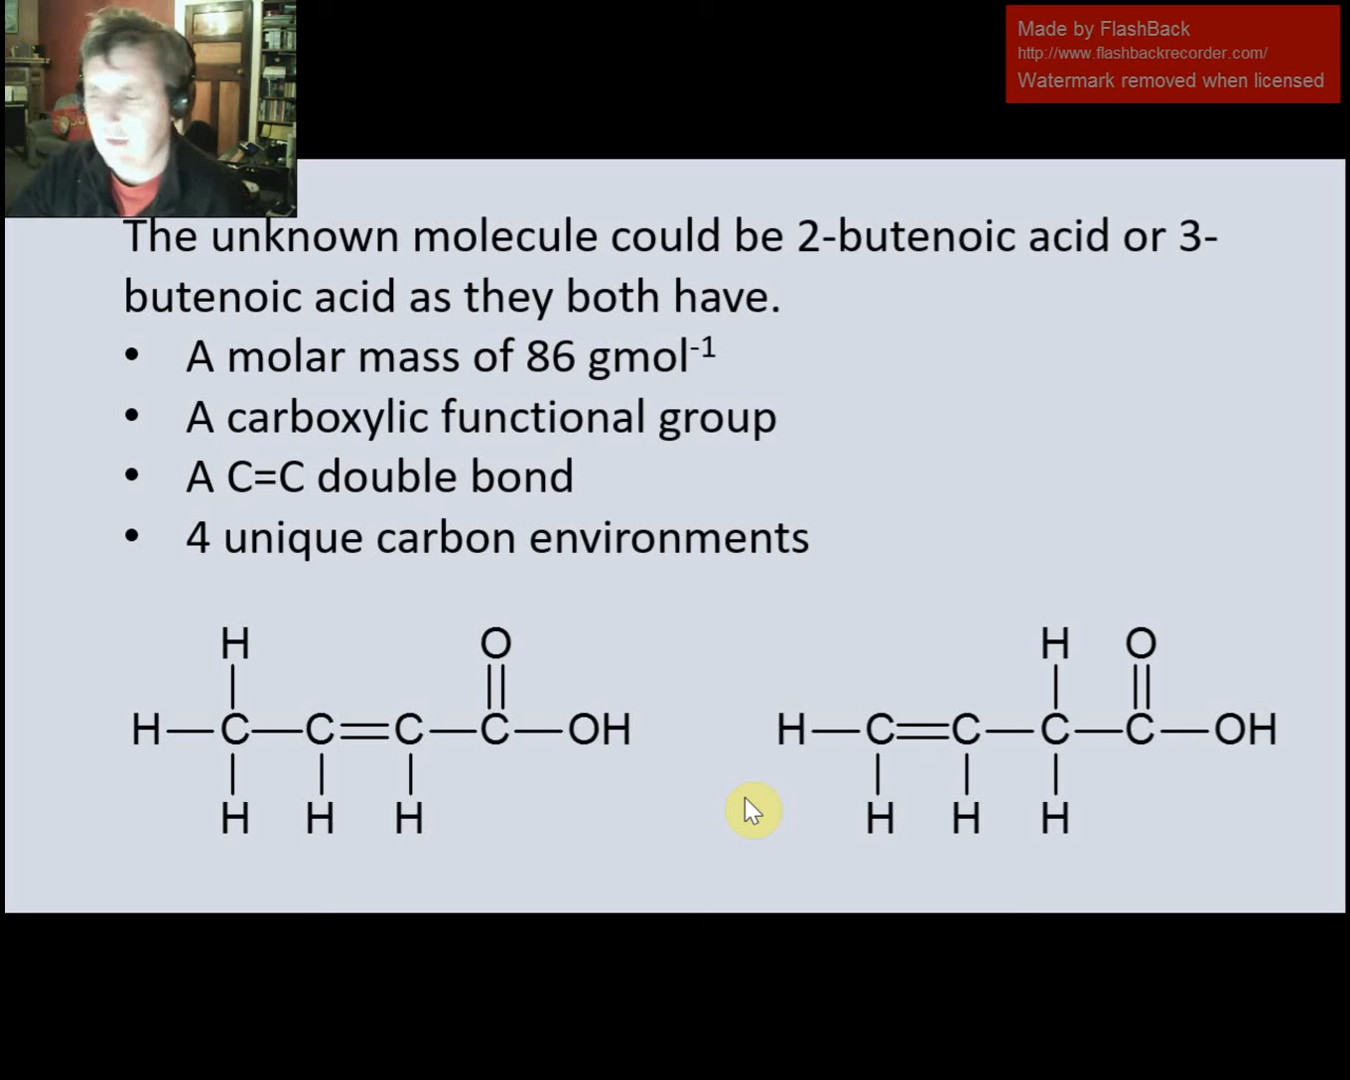 Made by FlashBack
http://www.flashbackrecorder.com/
Watermark removed when licensed
The unknown molecule could be 2-butenoic acid or 3-
butenoic acid as they both have.
• A molar mass of 86 gmol⁻¹
• A carboxylic functional group
• A C=C double bond
• 4 unique carbon environments
H O H O
H—C—C=C—C—OH H—C=C—C—C—OH
H H H H H H